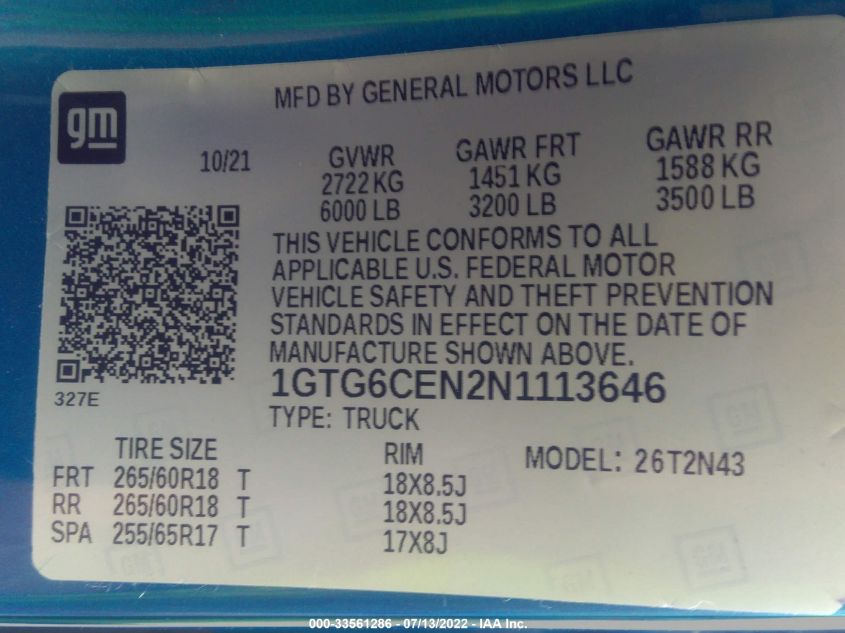 MFD BY GENERAL MOTORS LLC
gm
10/21
GVWR GAWR FRT GAWR RR
2722 KG 1451 KG 1588 KG
6000 LB 3200 LB 3500 LB
THIS VEHICLE CONFORMS TO ALL
APPLICABLE U.S. FEDERAL MOTOR
VEHICLE SAFETY AND THEFT PREVENTION
STANDARDS IN EFFECT ON THE DATE OF
MANUFACTURE SHOWN ABOVE.
327E
1GTG6CEN2N1113646
TYPE: TRUCK
TIRE SIZE RIM MODEL: 26T2N43
FRT 265/60R18 T 18X8.5J
RR 265/60R18 T 18X8.5J
SPA 255/65R17 T 17X8J
000-33561286 - 07/13/2022 - IAA Inc.